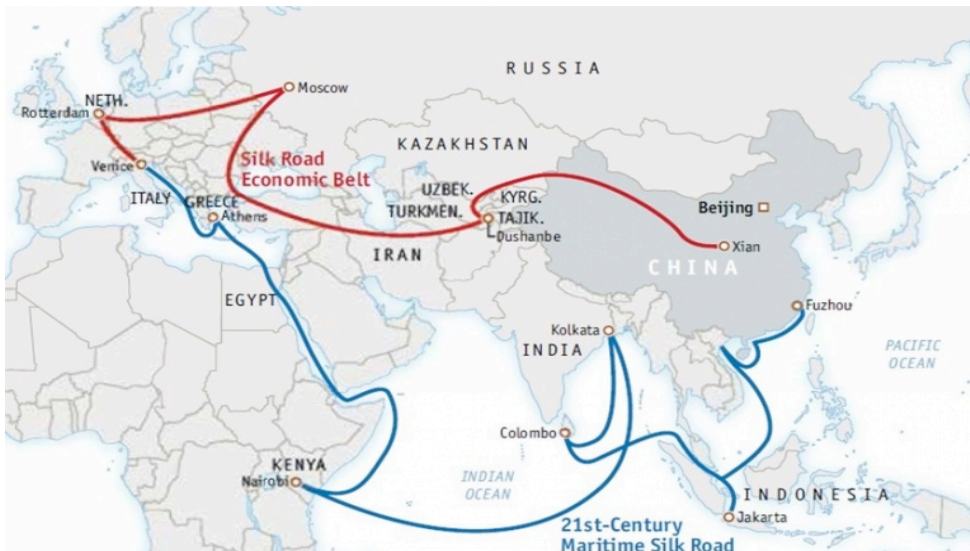 RUSSIA
Moscow
NETH.
Rotterdam
KAZAKHSTAN
Venice
Silk Road
Economic Belt
UZBEK.
KYRG.
ITALY
GREECE
TURKMEN.
TAJIK.
Beijing
Athens
Dushanbe
Xian
IRAN
CHINA
EGYPT
Fuzhou
Kolkata
INDIA
PACIFIC
OCEAN
Colombo
KENYA
Nairobi
INDIAN
OCEAN
INDONESIA
Jakarta
21st-Century
Maritime Silk Road